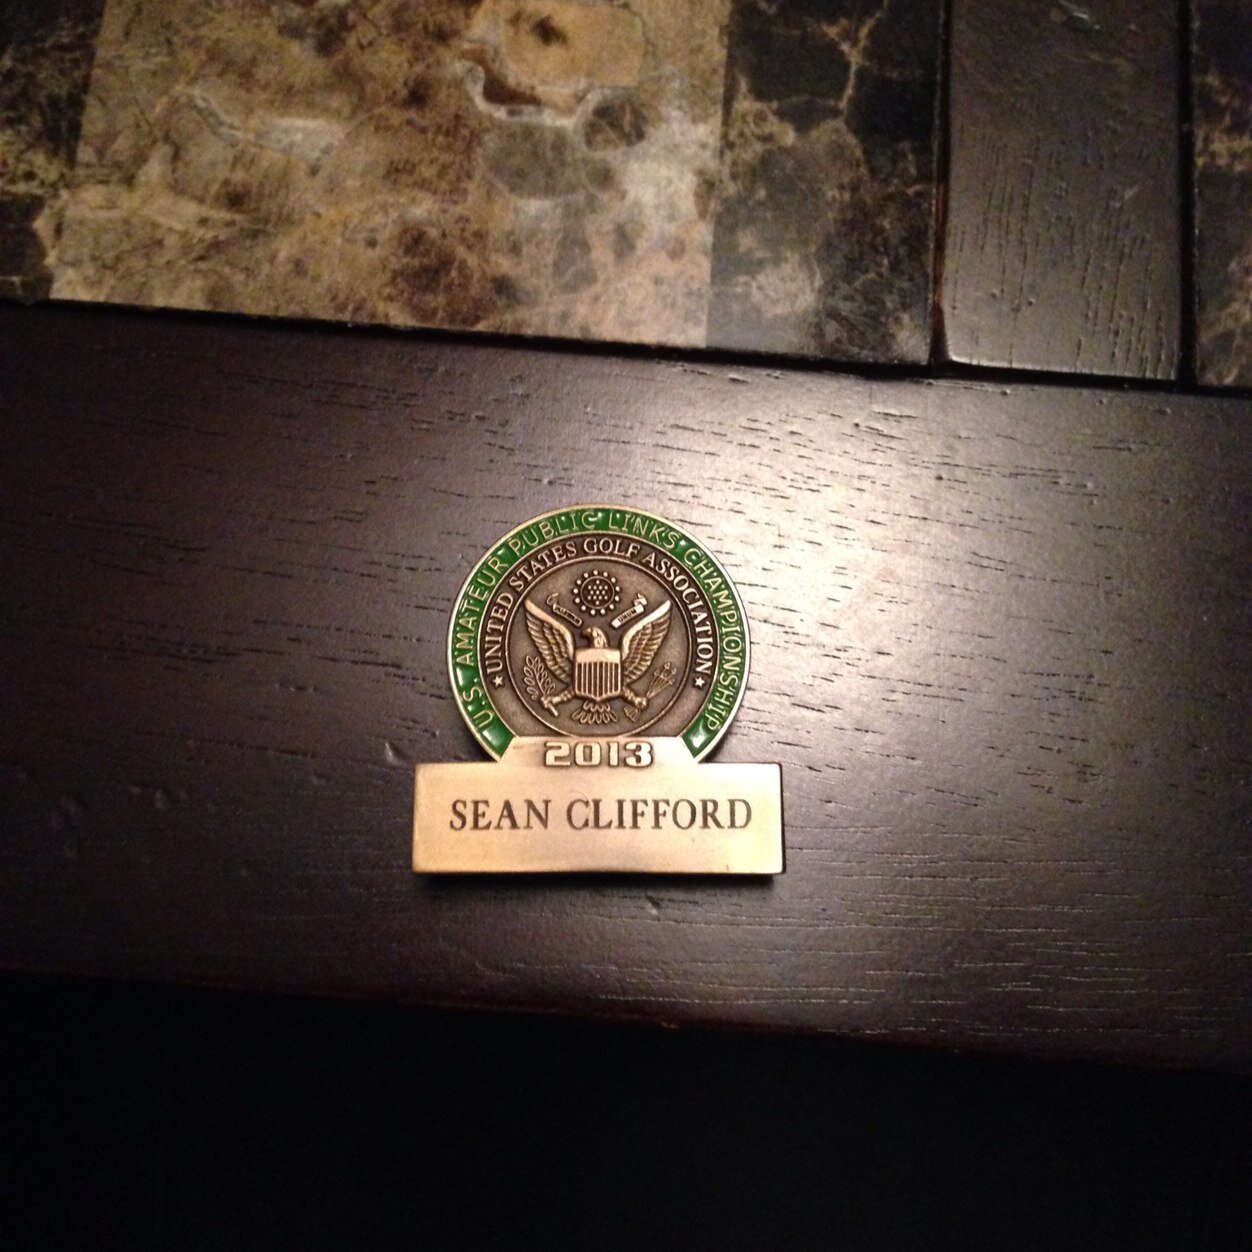 U.S. AMATEUR PUBLIC LINKS CHAMPIONSHIP
★ UNITED STATES GOLF ASSOCIATION ★
2013
SEAN CLIFFORD